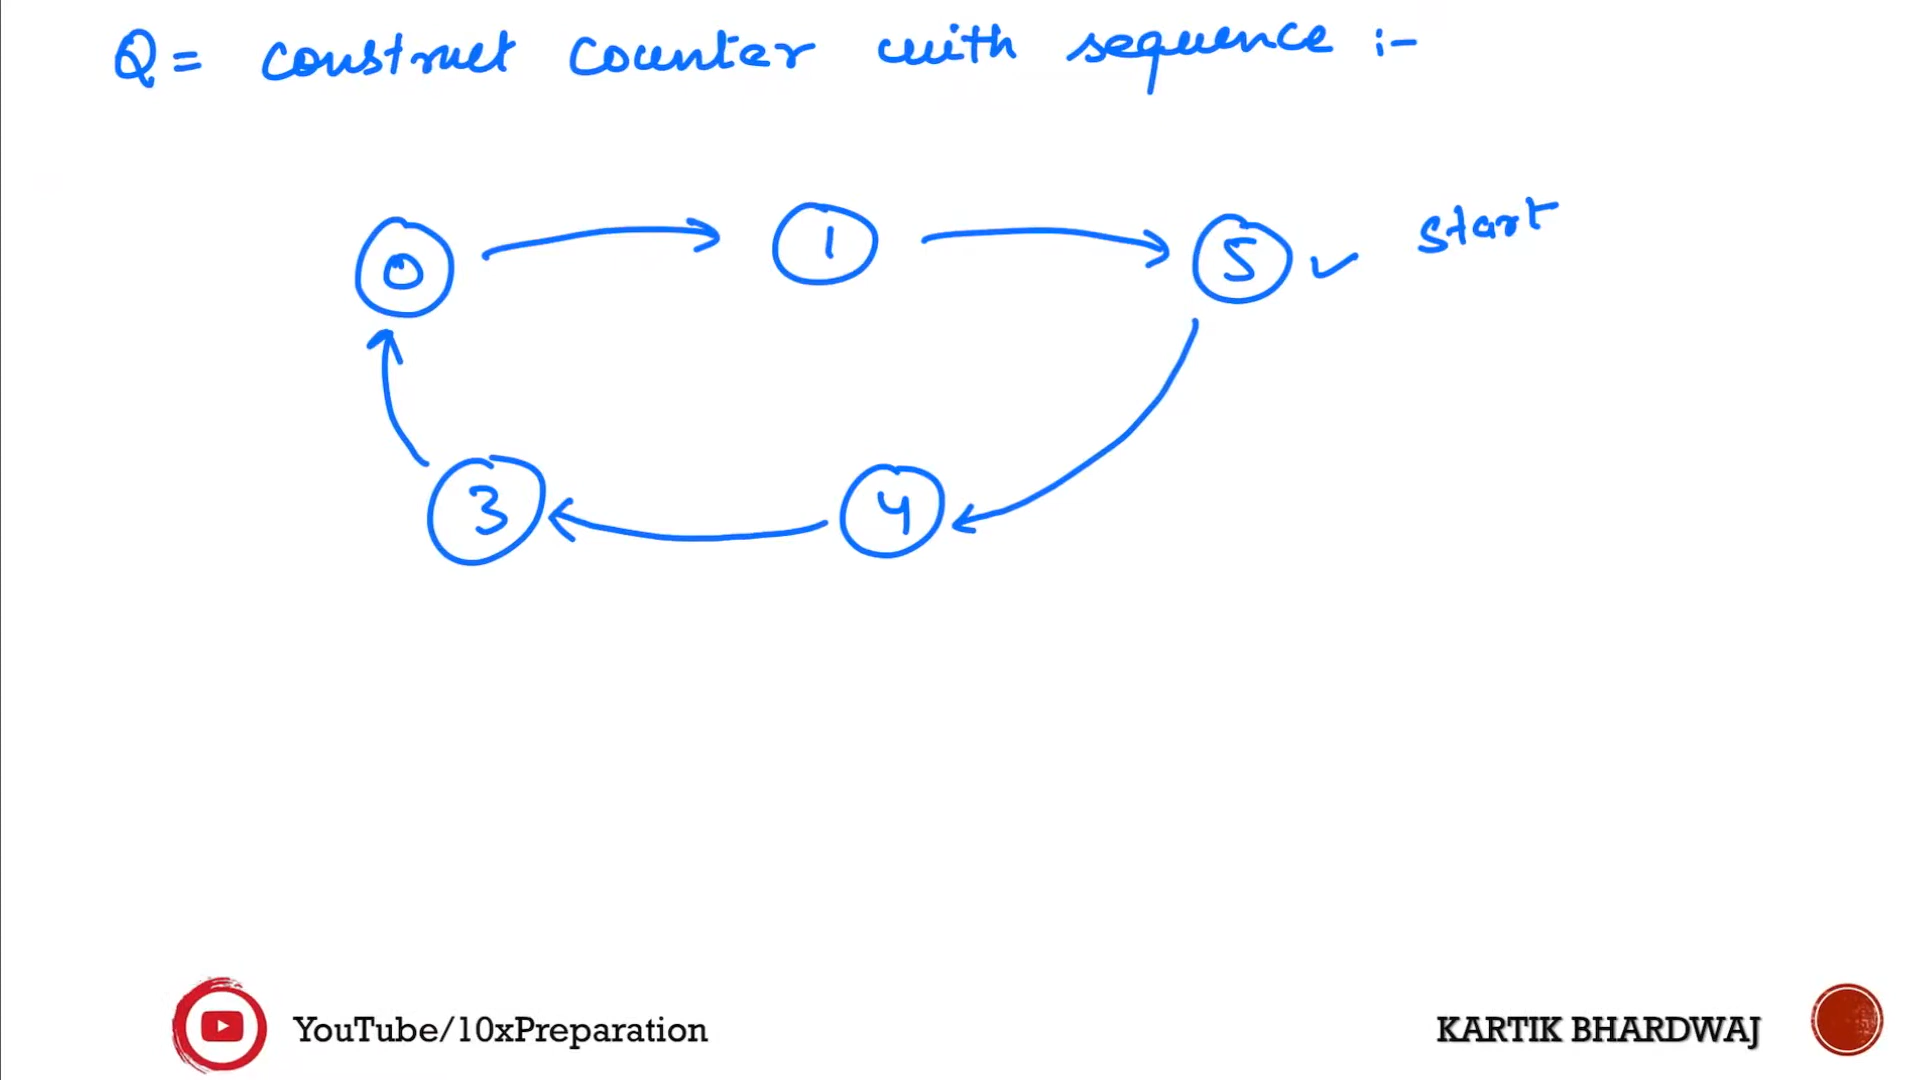 Q= construct counter with sequence :-
0 1 5 start
3 4
YouTube/10xPreparation KARTIK BHARDWAJ